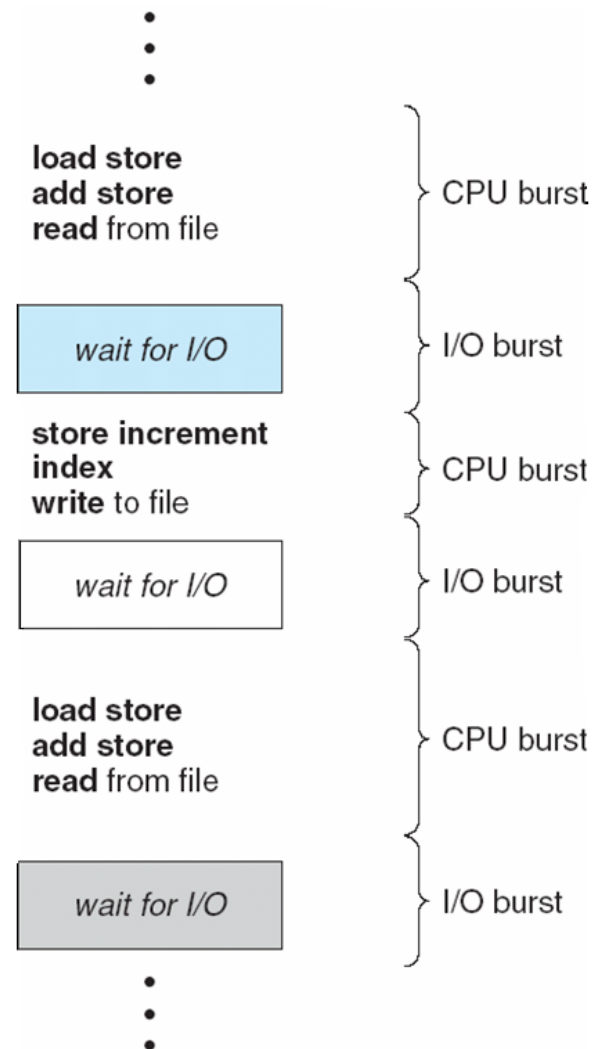 load store
add store
read from file
CPU burst
wait for I/O
I/O burst
store increment
index
write to file
CPU burst
wait for I/O
I/O burst
load store
add store
read from file
CPU burst
wait for I/O
I/O burst